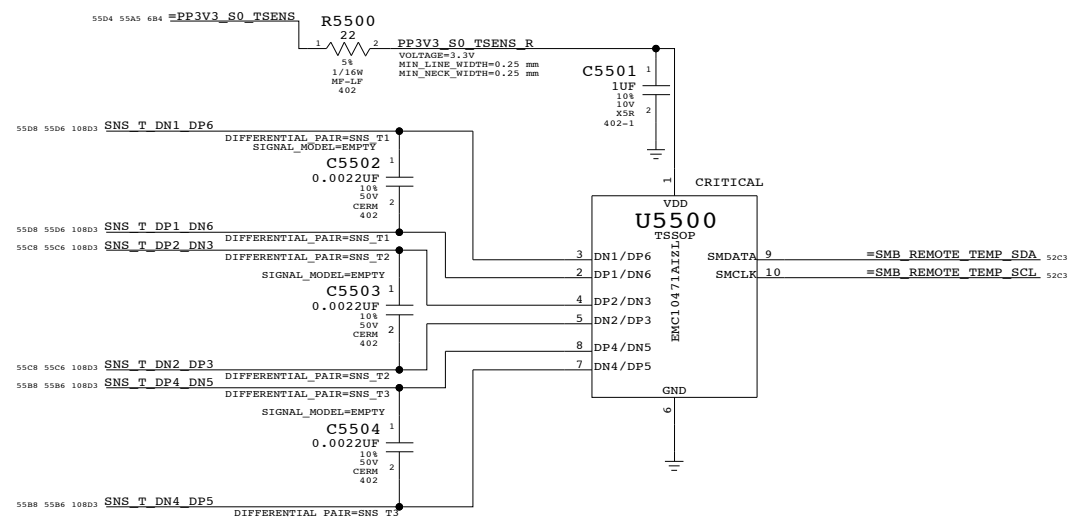 55D4 55A5 6B4 =PP3V3_S0_TSENS
R5500
22
1 2
5%
1/16W
MF-LF
402
PP3V3_S0_TSENS_R
VOLTAGE=3.3V
MIN_LINE_WIDTH=0.25 mm
MIN_NECK_WIDTH=0.25 mm
C5501 1
1UF
10%
10V
X5R 2
402-1
55D8 55D6 108D3 SNS_T_DN1_DP6
DIFFERENTIAL_PAIR=SNS_T1
SIGNAL_MODEL=EMPTY
C5502 1
0.0022UF
10%
50V
CERM 2
402
55D8 55D6 108D3 SNS_T_DP1_DN6
DIFFERENTIAL_PAIR=SNS_T1
55C8 55C6 108D3 SNS_T_DP2_DN3
DIFFERENTIAL_PAIR=SNS_T2
SIGNAL_MODEL=EMPTY
C5503 1
0.0022UF
10%
50V
CERM 2
402
55C8 55C6 108D3 SNS_T_DN2_DP3
DIFFERENTIAL_PAIR=SNS_T2
55B8 55B6 108D3 SNS_T_DP4_DN5
DIFFERENTIAL_PAIR=SNS_T3
SIGNAL_MODEL=EMPTY
C5504 1
0.0022UF
10%
50V
CERM 2
402
55B8 55B6 108D3 SNS_T_DN4_DP5
DIFFERENTIAL_PAIR=SNS_T3
1
CRITICAL
VDD
U5500
TSSOP
EMC10471AIZL
3 DN1/DP6
2 DP1/DN6
4 DP2/DN3
5 DN2/DP3
8 DP4/DN5
7 DN4/DP5
SMDATA 9 =SMB_REMOTE_TEMP_SDA 52C3
SMCLK 10 =SMB_REMOTE_TEMP_SCL 52C3
GND
6